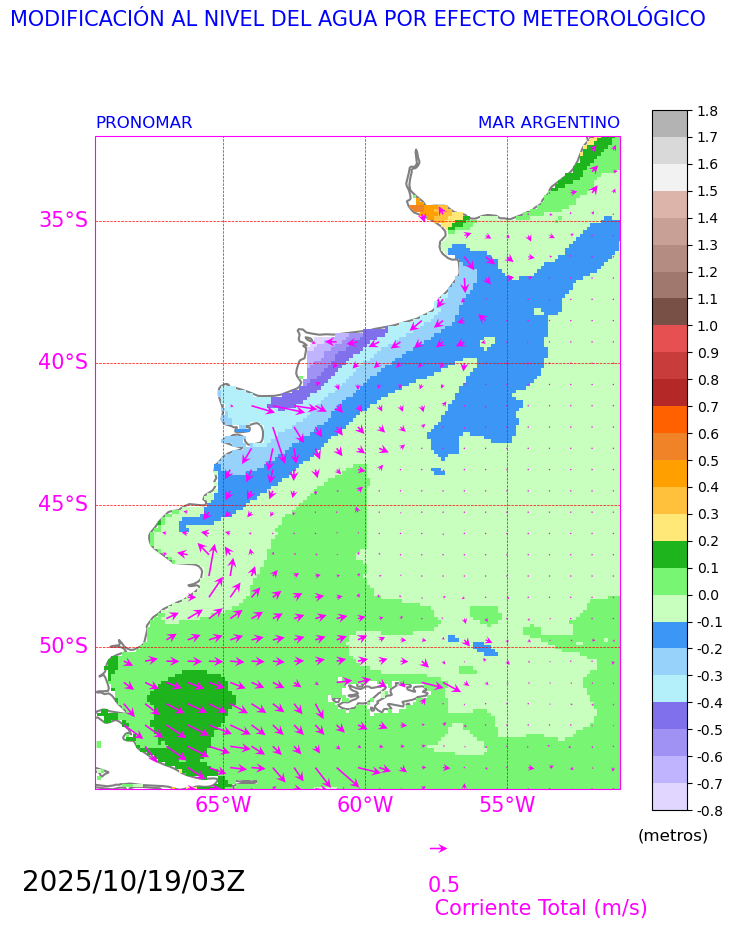 MODIFICACIÓN AL NIVEL DEL AGUA POR EFECTO METEOROLÓGICO
PRONOMAR
MAR ARGENTINO
35°S
40°S
45°S
50°S
65°W
60°W
55°W
1.8
1.7
1.6
1.5
1.4
1.3
1.2
1.1
1.0
0.9
0.8
0.7
0.6
0.5
0.4
0.3
0.2
0.1
0.0
-0.1
-0.2
-0.3
-0.4
-0.5
-0.6
-0.7
-0.8
(metros)
2025/10/19/03Z
0.5
Corriente Total (m/s)